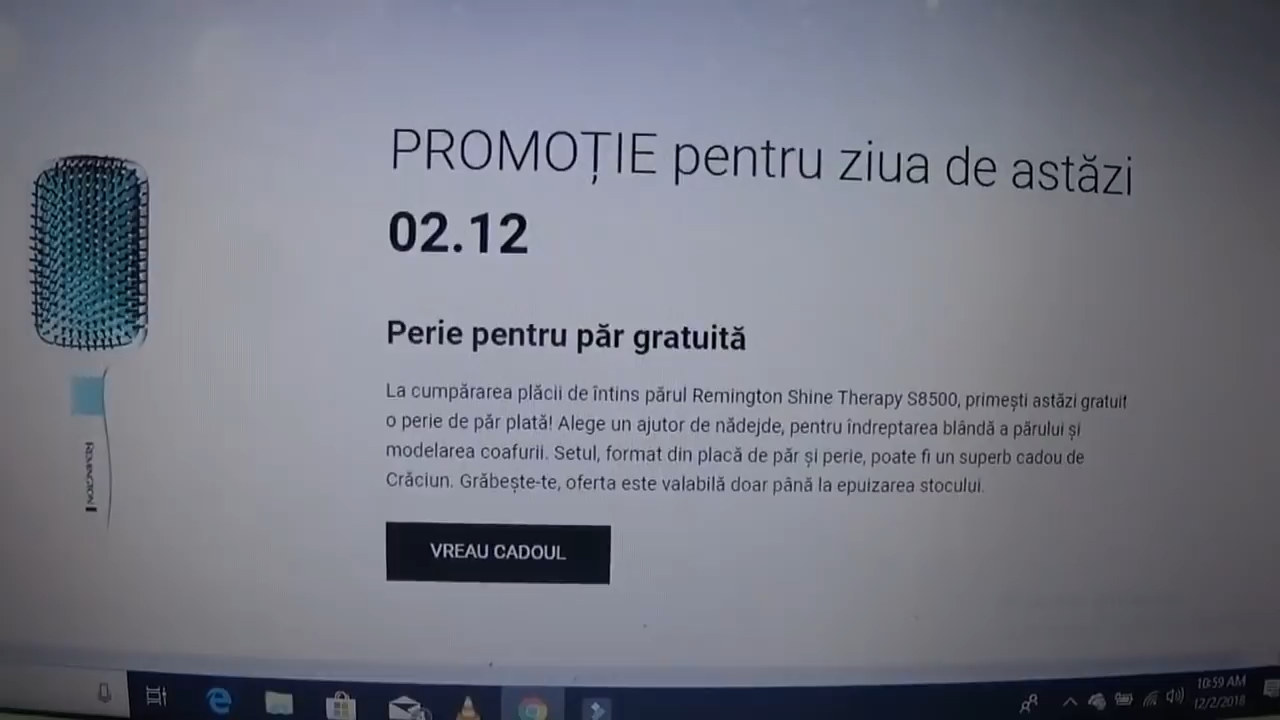 PROMOȚIE pentru ziua de astăzi
02.12
Perie pentru păr gratuită
La cumpărarea plăcii de întins părul Remington Shine Therapy S8500, primești astăzi gratuit
o perie de păr plată! Alege un ajutor de nădejde, pentru îndreptarea blândă a părului și
modelarea coafurii. Setul, format din placă de păr și perie, poate fi un superb cadou de
Crăciun. Grăbește-te, oferta este valabilă doar până la epuizarea stocului.
VREAU CADOUL
REMINGTON
10:59 AM
12/2/2018